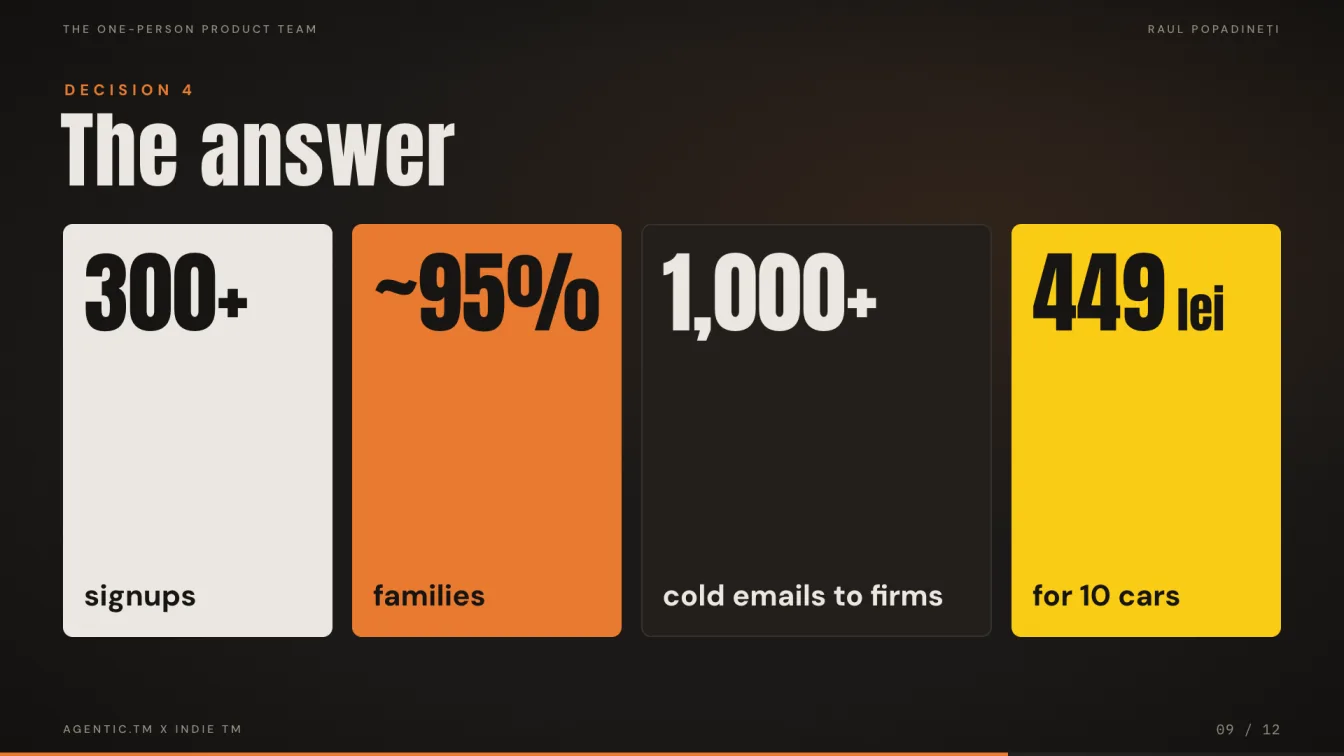 THE ONE-PERSON PRODUCT TEAM
RAUL POPADINEȚI
DECISION 4
The answer
300+
signups
~95%
families
1,000+
cold emails to firms
449 lei
for 10 cars
AGENTIC.TM X INDIE TM
09 / 12